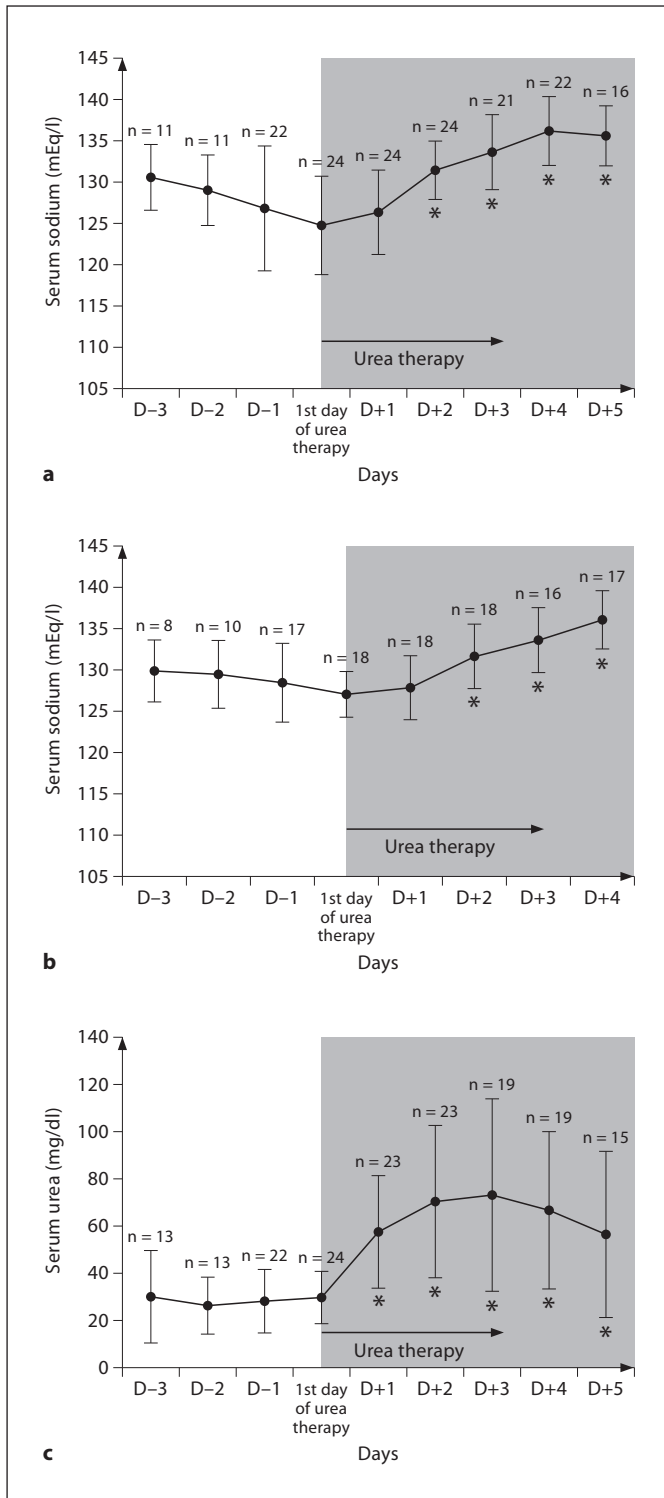 145
140
135
130
125
120
115
110
105
Serum sodium (mEq/l)
n = 11
n = 11
n = 22
n = 24
n = 24
n = 24
n = 21
n = 22
n = 16
* * * *
Urea therapy
D–3 D–2 D–1 1st day of urea therapy D+1 D+2 D+3 D+4 D+5
a Days
145
140
135
130
125
120
115
110
105
Serum sodium (mEq/l)
n = 8
n = 10
n = 17
n = 18
n = 18
n = 18
n = 16
n = 17
* * *
Urea therapy
D–3 D–2 D–1 1st day of urea therapy D+1 D+2 D+3 D+4
b Days
140
120
100
80
60
40
20
0
Serum urea (mg/dl)
n = 13
n = 13
n = 22
n = 24
n = 23
n = 23
n = 19
n = 19
n = 15
* * * * *
Urea therapy
D–3 D–2 D–1 1st day of urea therapy D+1 D+2 D+3 D+4 D+5
c Days